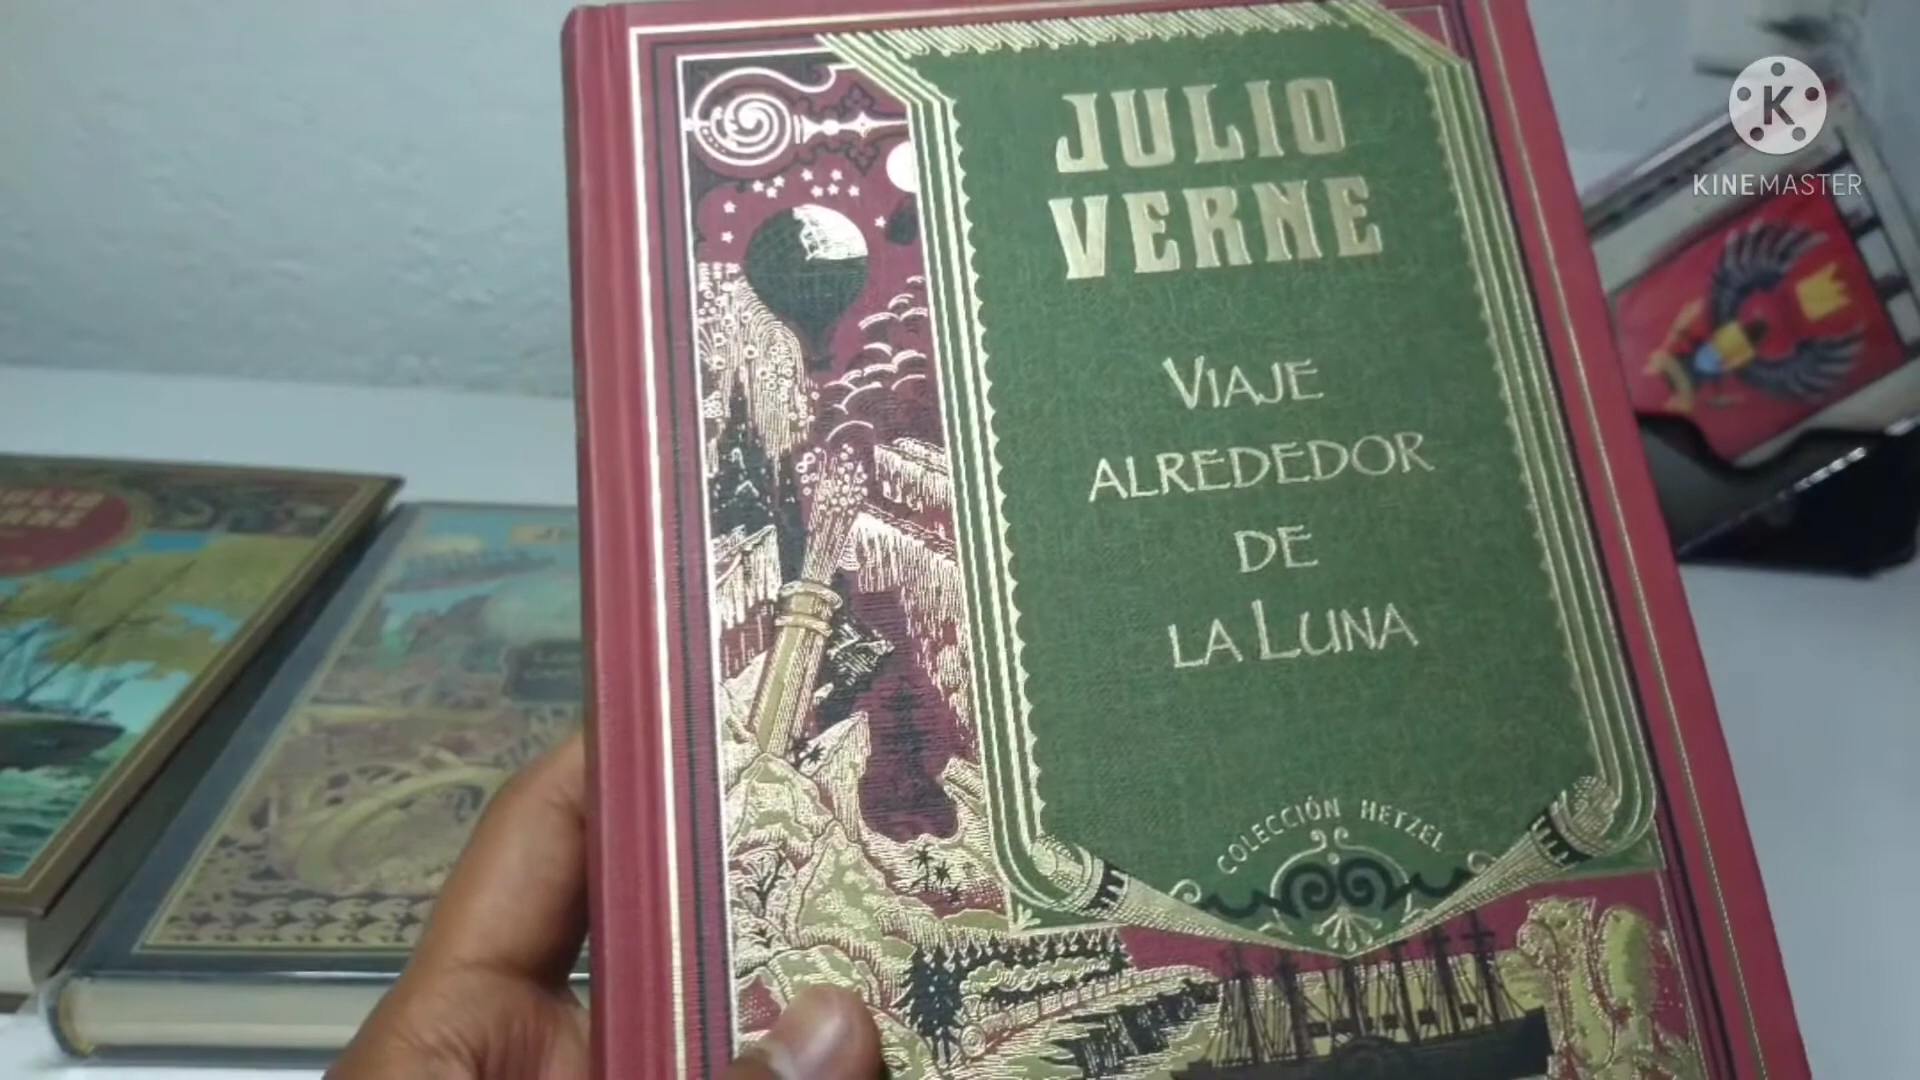 JULIO
VERNE
VIAJE
ALREDEDOR
DE
LA LUNA
COLECCIÓN HETZEL
K
KINEMASTER